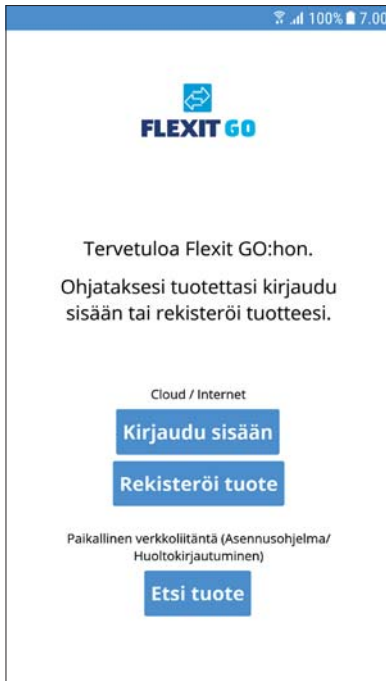 100% 7.00
FLEXIT GO
Tervetuloa Flexit GO:hon.
Ohjataksesi tuotettasi kirjaudu
sisään tai rekisteröi tuotteesi.
Cloud / Internet
Kirjaudu sisään
Rekisteröi tuote
Paikallinen verkkoliitäntä (Asennusohjelma/
Huoltokirjautuminen)
Etsi tuote